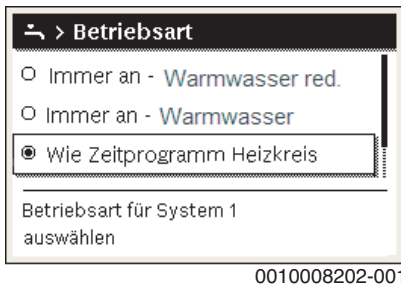 > Betriebsart
Immer an - Warmwasser red.
Immer an - Warmwasser
Wie Zeitprogramm Heizkreis
Betriebsart für System 1
auswählen
0010008202-001